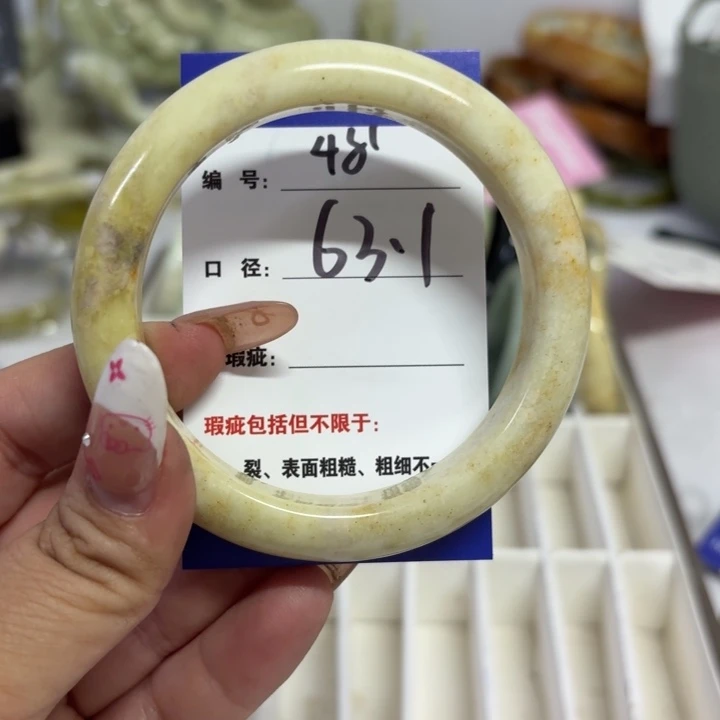 编 号: 48'
口 径: 63.1
瑕疵:
瑕疵包括但不限于:
裂、表面粗糙、粗细不